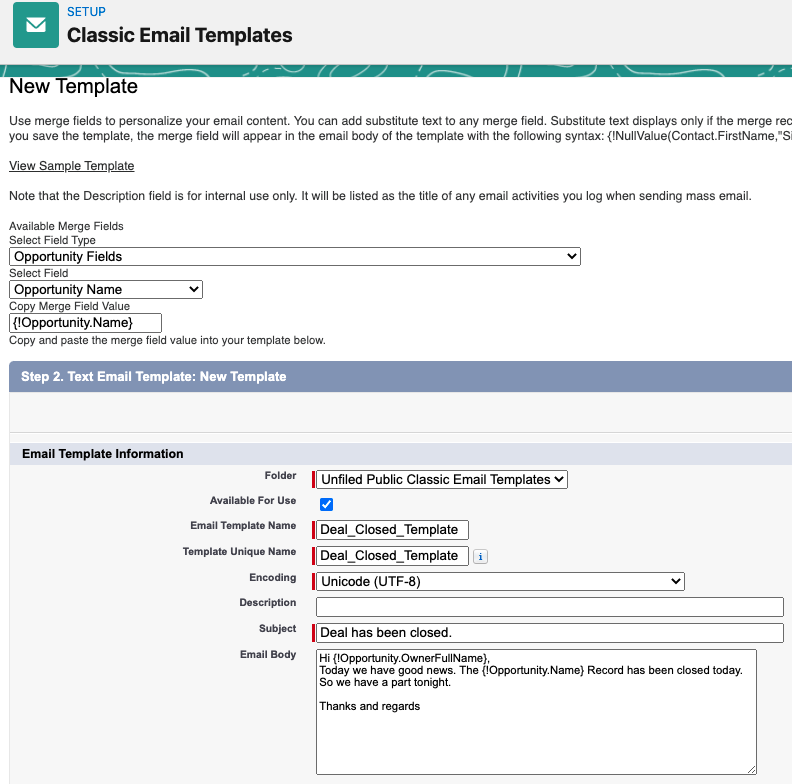 SETUP
Classic Email Templates
New Template
Use merge fields to personalize your email content. You can add substitute text to any merge field. Substitute text displays only if the merge rec
you save the template, the merge field will appear in the email body of the template with the following syntax: {!NullValue(Contact.FirstName,"Si
View Sample Template
Note that the Description field is for internal use only. It will be listed as the title of any email activities you log when sending mass email.
Available Merge Fields
Select Field Type
Opportunity Fields
Select Field
Opportunity Name
Copy Merge Field Value
{!Opportunity.Name}
Copy and paste the merge field value into your template below.
Step 2. Text Email Template: New Template
Email Template Information
Folder Unfiled Public Classic Email Templates
Available For Use
Email Template Name Deal_Closed_Template
Template Unique Name Deal_Closed_Template i
Encoding Unicode (UTF-8)
Description
Subject Deal has been closed.
Email Body Hi {!Opportunity.OwnerFullName},
Today we have good news. The {!Opportunity.Name} Record has been closed today.
So we have a part tonight.
Thanks and regards